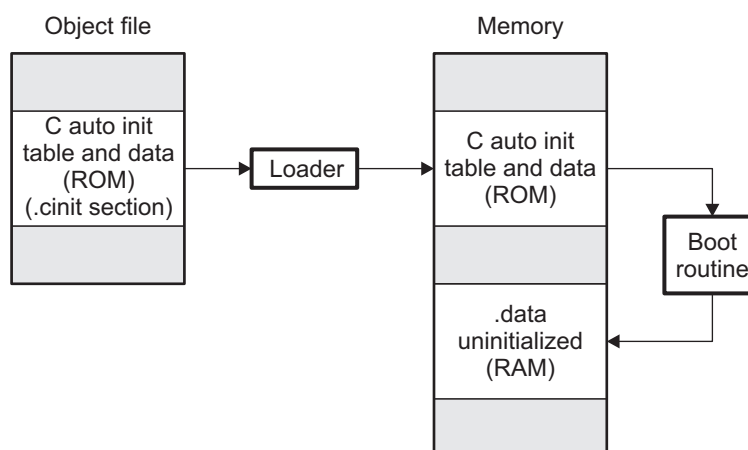 Object file
Memory
C auto init
table and data
(ROM)
(.cinit section)
Loader
C auto init
table and data
(ROM)
Boot
routine
.data
uninitialized
(RAM)